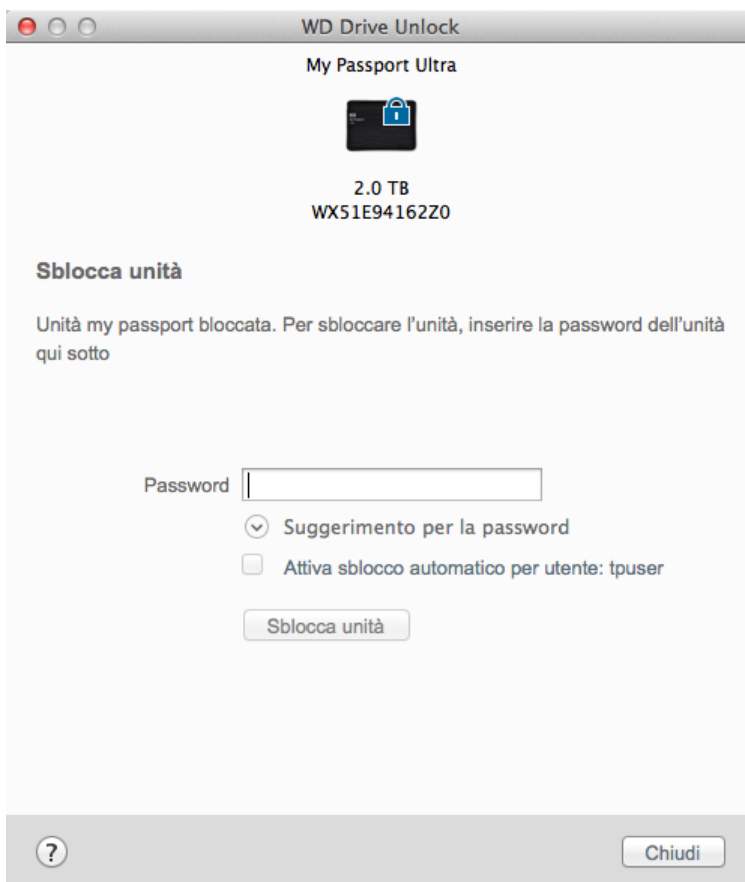 WD Drive Unlock
My Passport Ultra
2.0 TB
WX51E94162Z0
Sblocca unità
Unità my passport bloccata. Per sbloccare l'unità, inserire la password dell'unità
qui sotto
Password
Suggerimento per la password
Attiva sblocco automatico per utente: tpuser
Sblocca unità
?
Chiudi